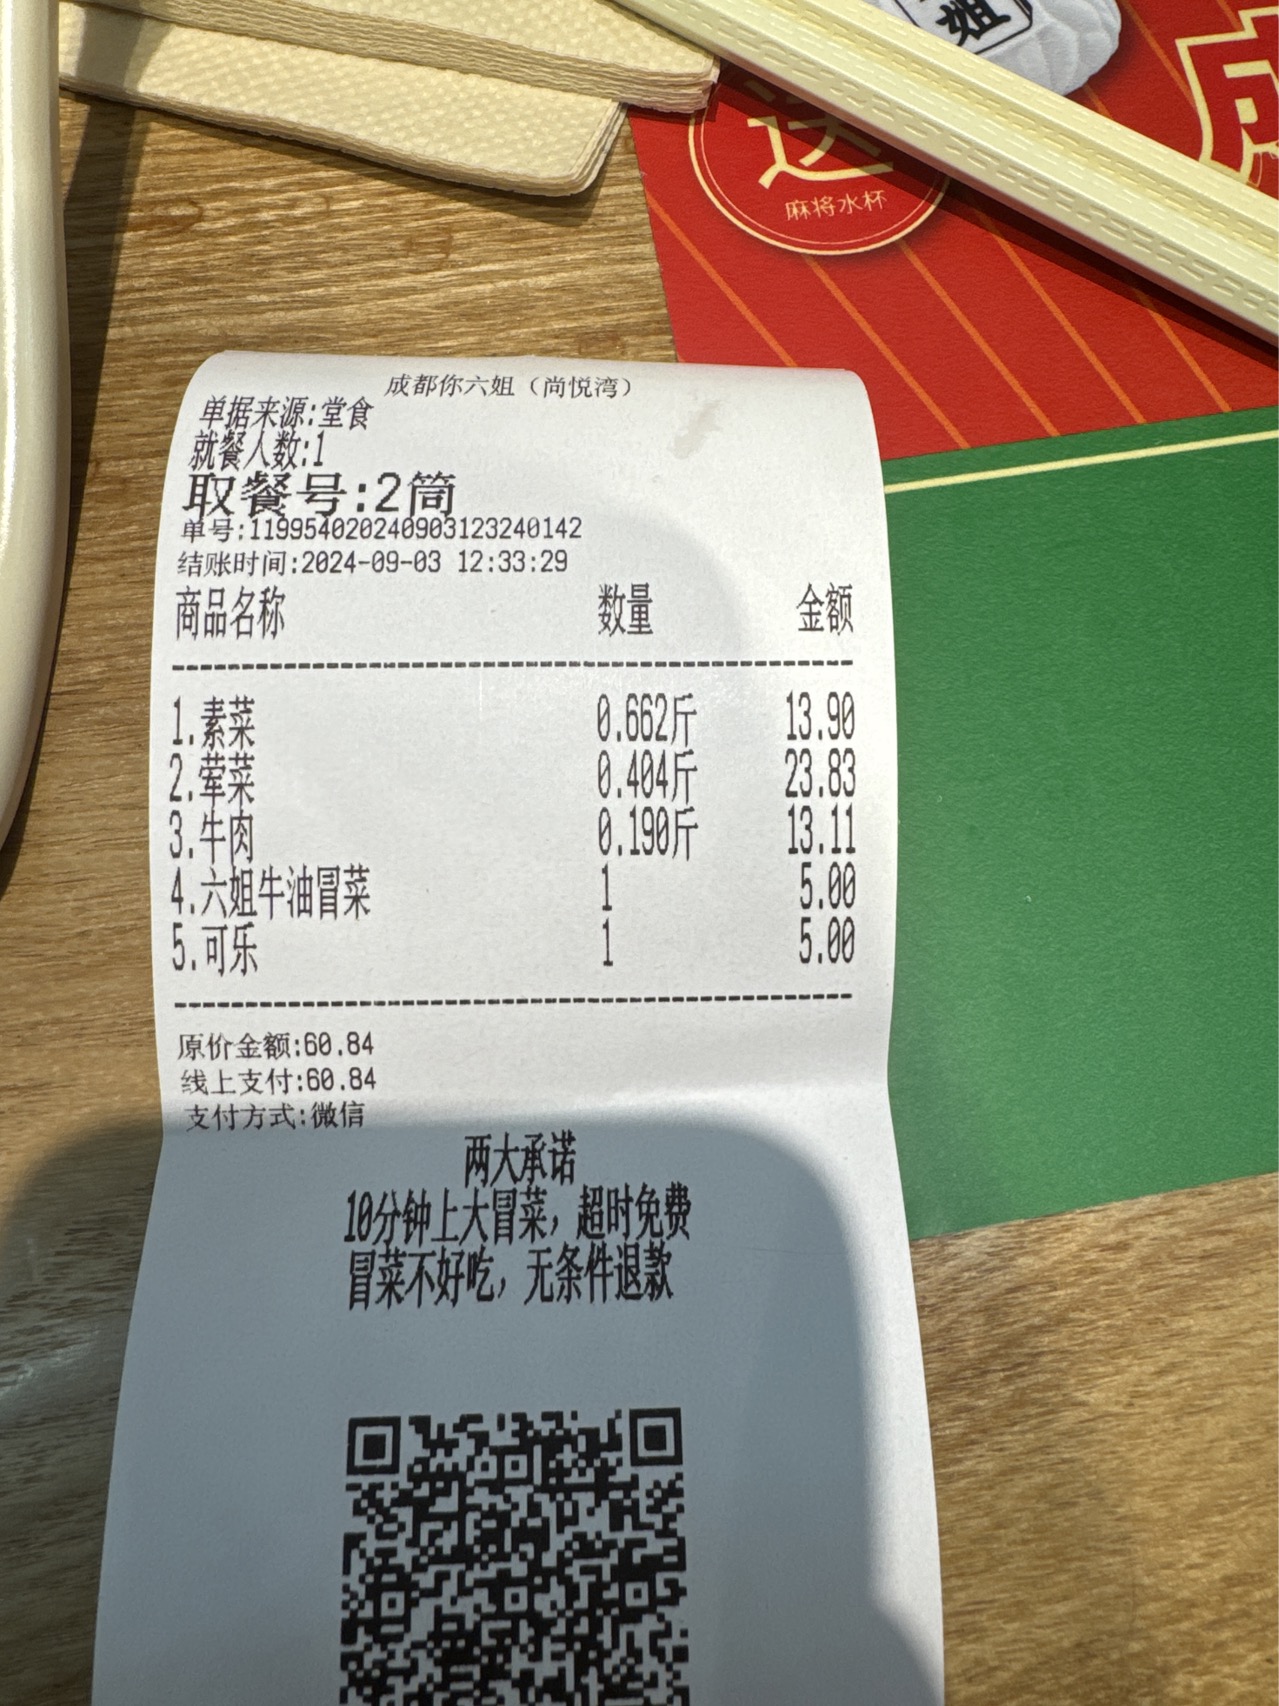 姐
送
麻将水杯
成
成都你六姐（尚悦湾）
单据来源:堂食
就餐人数:1
取餐号:2筒
单号:119954020240903123240142
结账时间:2024-09-03 12:33:29
商品名称 数量 金额
1.素菜 0.662斤 13.90
2.荤菜 0.404斤 23.83
3.牛肉 0.190斤 13.11
4.六姐牛油冒菜 1 5.00
5.可乐 1 5.00
原价金额:60.84
线上支付:60.84
支付方式:微信
两大承诺
10分钟上大冒菜，超时免费
冒菜不好吃，无条件退款